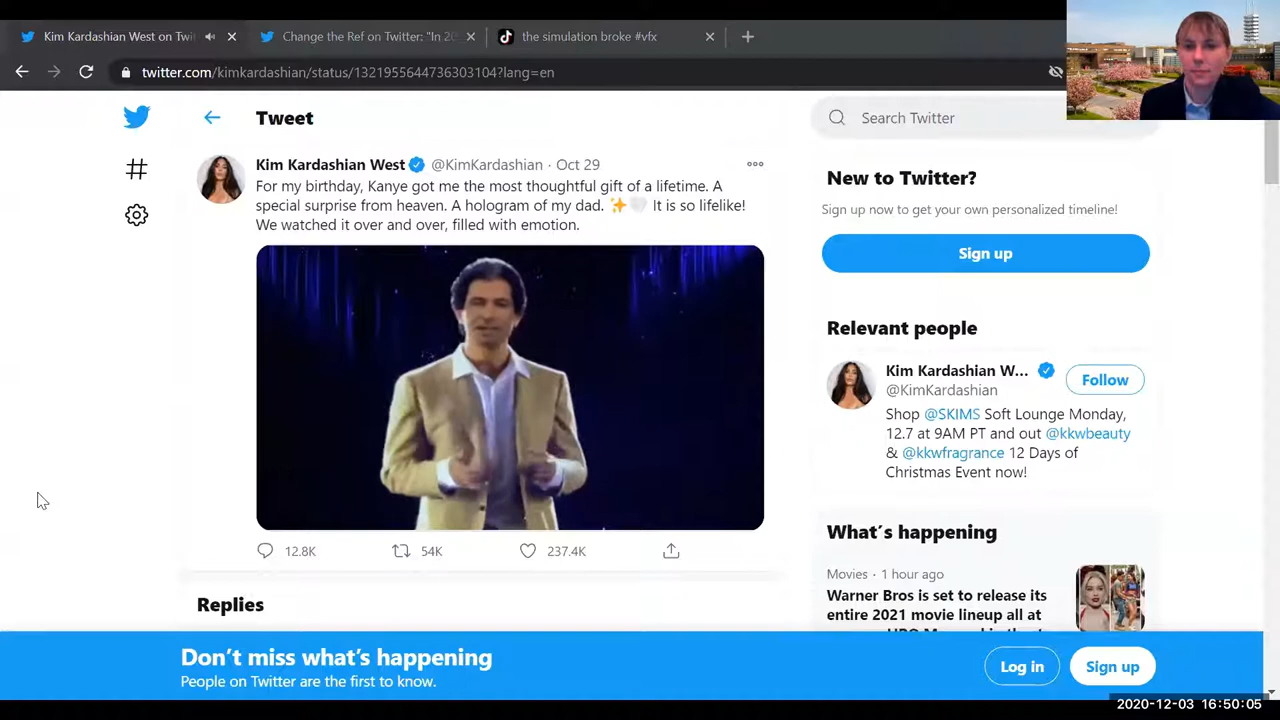 Kim Kardashian West on Twi
Change the Ref on Twitter: "In 20
the simulation broke #vfx
twitter.com/kimkardashian/status/1321955644736303104?lang=en
Tweet
Search Twitter
Kim Kardashian West @KimKardashian · Oct 29
For my birthday, Kanye got me the most thoughtful gift of a lifetime. A
special surprise from heaven. A hologram of my dad. ✨🤍 It is so lifelike!
We watched it over and over, filled with emotion.
12.8K 54K 237.4K
Replies
New to Twitter?
Sign up now to get your own personalized timeline!
Sign up
Relevant people
Kim Kardashian W...
@KimKardashian
Follow
Shop @SKIMS Soft Lounge Monday,
12.7 at 9AM PT and out @kkwbeauty
& @kkwfragrance 12 Days of
Christmas Event now!
What's happening
Movies · 1 hour ago
Warner Bros is set to release its
entire 2021 movie lineup all at
Don't miss what's happening
People on Twitter are the first to know.
Log in
Sign up
2020-12-03 16:50:05